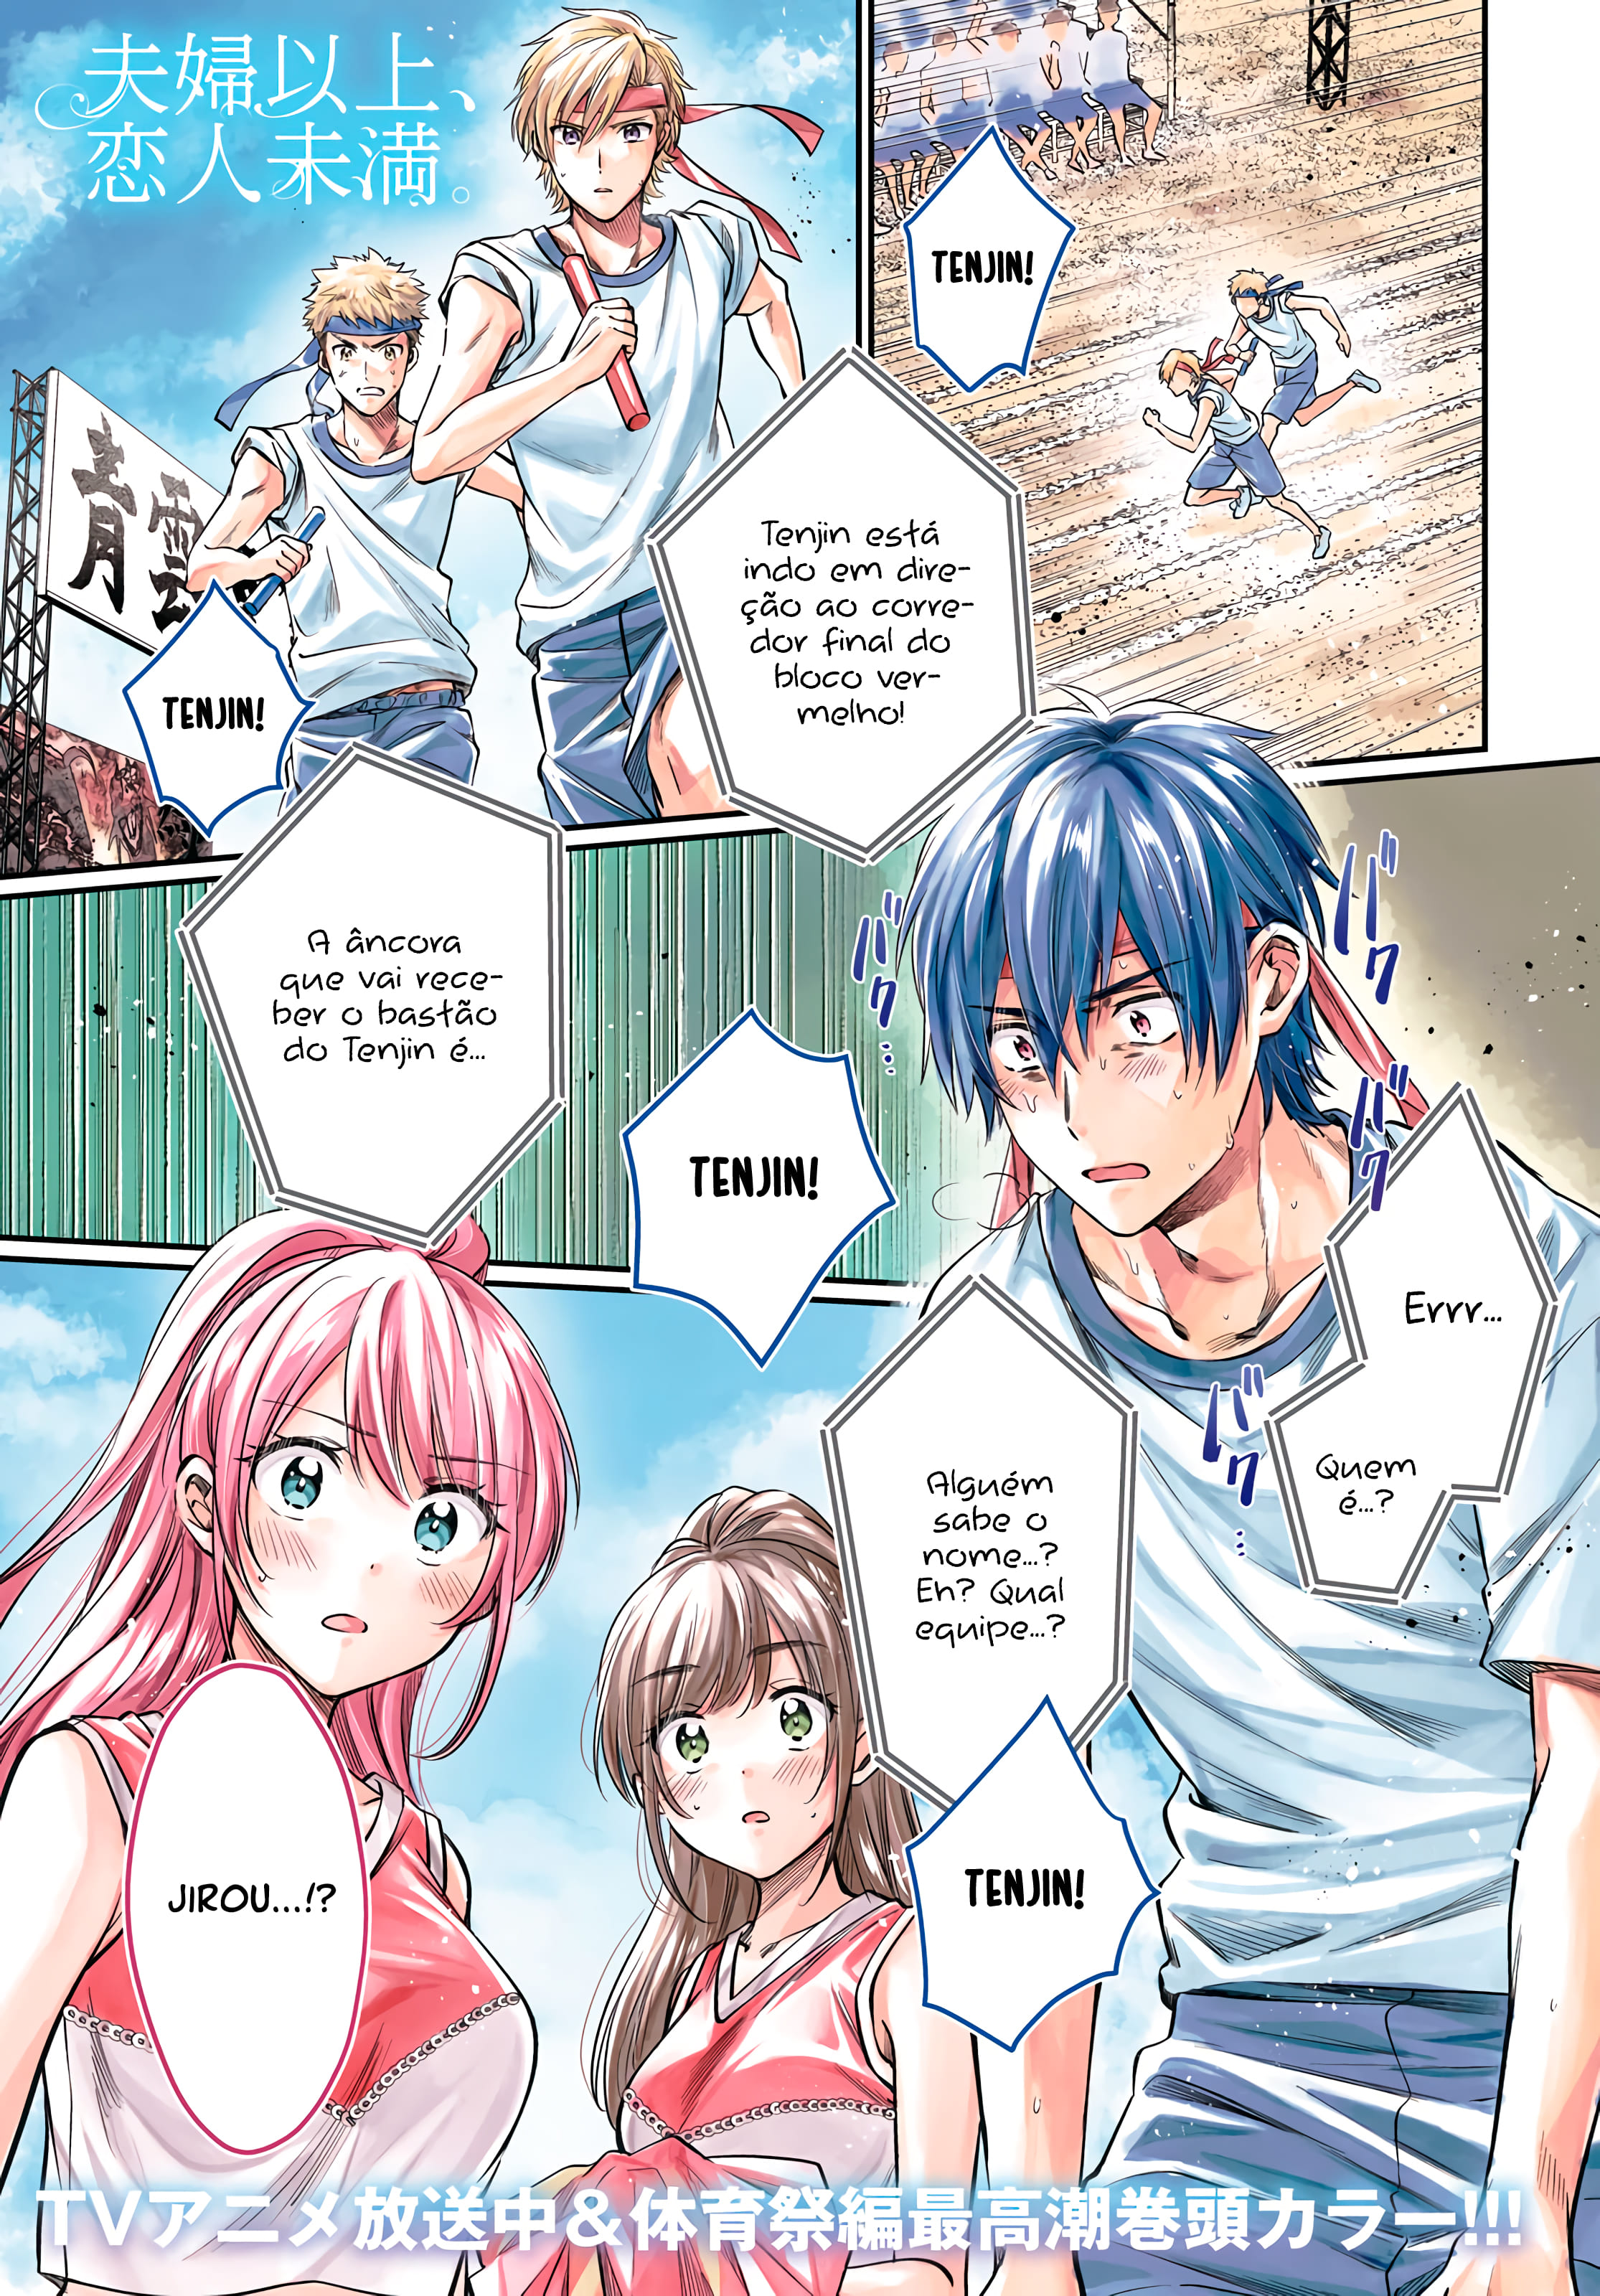 TENJIN!
夫婦以上、
恋人未満。
青雲
Tenjin está
indo em dire-
ção ao corre-
dor final do
bloco ver-
melho!
TENJIN!
バク
バク…
A âncora
que vai rece-
ber o bastão
do Tenjin é...
TENJIN!
バク
Errr...
Quem
é...?
バク…
Alguém
sabe o
nome...?
Eh? Qual
equipe...?
TENJIN!
JIROU...!?
TVアニメ放送中&体育祭編最高潮巻頭カラー!!!